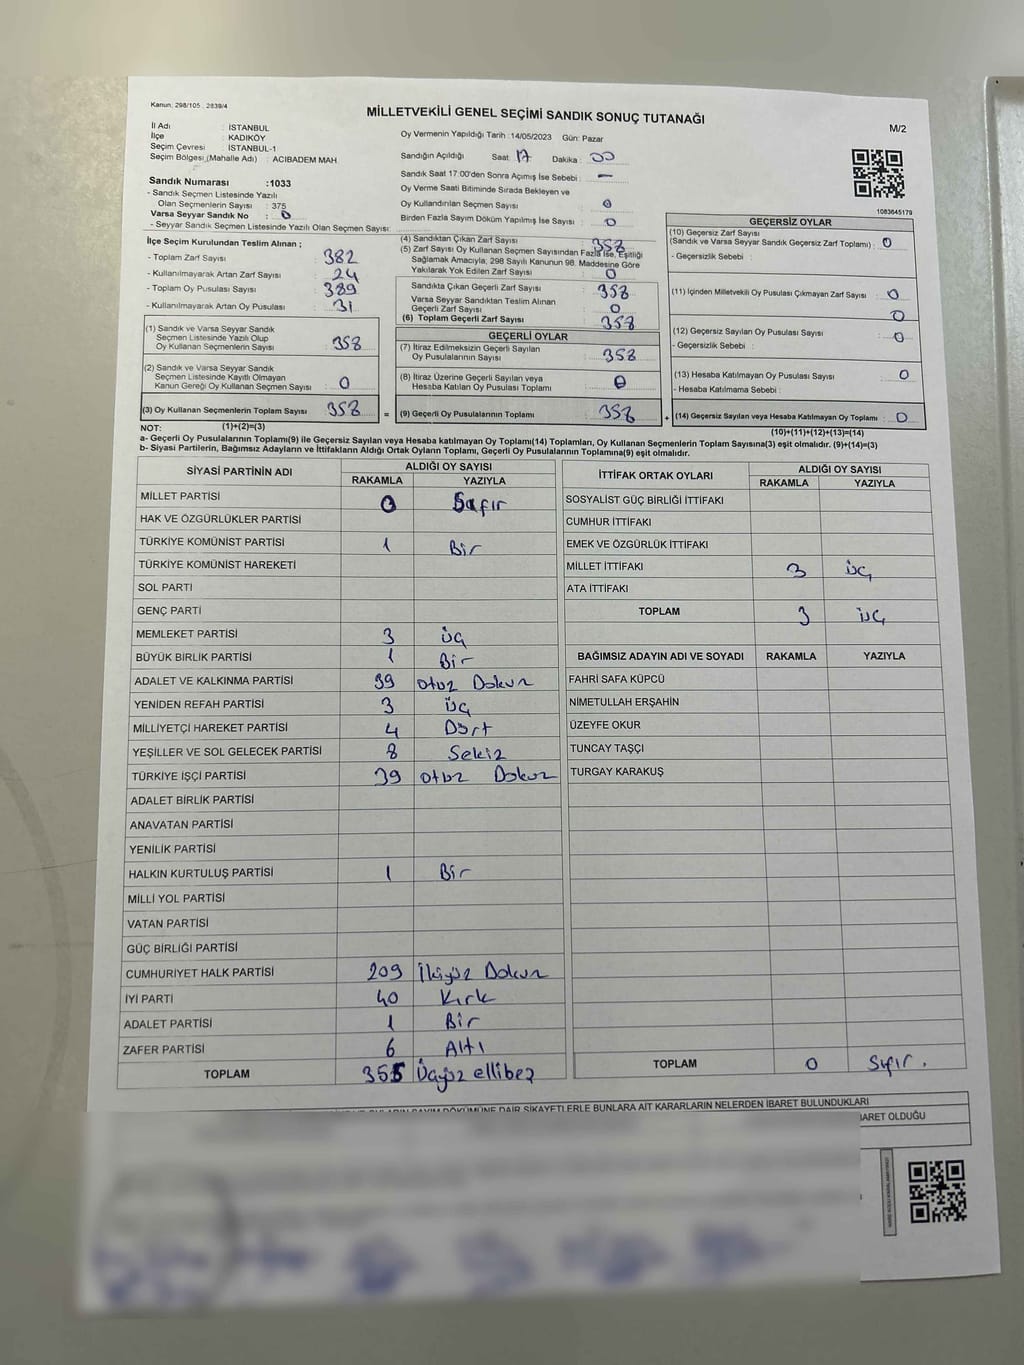 Kanun, 298/105 , 2839/4
MİLLETVEKİLİ GENEL SEÇİMİ SANDIK SONUÇ TUTANAĞI
M/2
İl Adı : İSTANBUL
İlçe : KADIKÖY
Seçim Çevresi : İSTANBUL-1
Seçim Bölgesi (Mahalle Adı) : ACIBADEM MAH
Sandık Numarası :1033
- Sandık Seçmen Listesinde Yazılı
Olan Seçmenlerin Sayısı : 375
Varsa Seyyar Sandık No : 0
- Seyyar Sandık Seçmen Listesinde Yazılı Olan Seçmen Sayısı:
Oy Vermenin Yapıldığı Tarih :14/05/2023 Gün: Pazar
Sandığın Açıldığı Saat: 17 Dakika : 00
Sandık Saat 17:00'den Sonra Açımış İse Sebebi : —
Oy Verme Saati Bitiminde Sırada Bekleyen ve
Oy Kullandırılan Seçmen Sayısı : 0
Birden Fazla Sayım Döküm Yapılmış İse Sayısı : 0
1083645179
İlçe Seçim Kurulundan Teslim Alınan ;
- Toplam Zarf Sayısı : 382
- Kullanılmayarak Artan Zarf Sayısı : 24
- Toplam Oy Pusulası Sayısı : 389
- Kullanılmayarak Artan Oy Pusulası : 31
(1) Sandık ve Varsa Seyyar Sandık
Seçmen Listesinde Yazılı Olup
Oy Kullanan Seçmenlerin Sayısı : 358
(2) Sandık ve Varsa Seyyar Sandık
Seçmen Listesinde Kayıtlı Olmayan
Kanun Gereği Oy Kullanan Seçmen Sayısı : 0
(3) Oy Kullanan Seçmenlerin Toplam Sayısı : 358 =
(4) Sandıktan Çıkan Zarf Sayısı : 358
(5) Zarf Sayısı Oy Kullanan Seçmen Sayısından Fazla İse, Eşitliği
Sağlamak Amacıyla, 298 Sayılı Kanunun 98. Maddesine Göre
Yakılarak Yok Edilen Zarf Sayısı : 0
Sandıkta Çıkan Geçerli Zarf Sayısı : 358
Varsa Seyyar Sandıktan Teslim Alınan
Geçerli Zarf Sayısı : 0
(6) Toplam Geçerli Zarf Sayısı : 358
GEÇERLİ OYLAR
(7) İtiraz Edilmeksizin Geçerli Sayılan
Oy Pusulalarının Sayısı : 358
(8) İtiraz Üzerine Geçerli Sayılan veya
Hesaba Katılan Oy Pusulası Toplamı : 0
(9) Geçerli Oy Pusulalarının Toplamı : 358 +
GEÇERSİZ OYLAR
(10) Geçersiz Zarf Sayısı
(Sandık ve Varsa Seyyar Sandık Geçersiz Zarf Toplamı) : 0
- Geçersizlik Sebebi :
(11) İçinden Milletvekili Oy Pusulası Çıkmayan Zarf Sayısı : 0
0
(12) Geçersiz Sayılan Oy Pusulası Sayısı : 0
- Geçersizlik Sebebi :
(13) Hesaba Katılmayan Oy Pusulası Sayısı : 0
- Hesaba Katılmama Sebebi :
(14) Geçersiz Sayılan veya Hesaba Katılmayan Oy Toplamı : 0
NOT: (1)+(2)=(3) (10)+(11)+(12)+(13)=(14)
a- Geçerli Oy Pusulalarının Toplamı(9) ile Geçersiz Sayılan veya Hesaba katılmayan Oy Toplamı(14) Toplamları, Oy Kullanan Seçmenlerin Toplam Sayısına(3) eşit olmalıdır. (9)+(14)=(3)
b- Siyasi Partilerin, Bağımsız Adayların ve İttifakların Aldığı Ortak Oyların Toplamı, Geçerli Oy Pusulalarının Toplamına(9) eşit olmalıdır.
SİYASİ PARTİNİN ADI ALDIĞI OY SAYISI
RAKAMLA YAZIYLA
MİLLET PARTİSİ 0 Sıfır
HAK VE ÖZGÜRLÜKLER PARTİSİ
TÜRKİYE KOMÜNİST PARTİSİ 1 Bir
TÜRKİYE KOMÜNİST HAREKETİ
SOL PARTİ
GENÇ PARTİ
MEMLEKET PARTİSİ 3 üç
BÜYÜK BİRLİK PARTİSİ 1 Bir
ADALET VE KALKINMA PARTİSİ 39 otuz Dokuz
YENİDEN REFAH PARTİSİ 3 üç
MİLLİYETÇİ HAREKET PARTİSİ 4 Dört
YEŞİLLER VE SOL GELECEK PARTİSİ 8 Sekiz
TÜRKİYE İŞÇİ PARTİSİ 39 otuz Dokuz
ADALET BİRLİK PARTİSİ
ANAVATAN PARTİSİ
YENİLİK PARTİSİ
HALKIN KURTULUŞ PARTİSİ 1 Bir
MİLLİ YOL PARTİSİ
VATAN PARTİSİ
GÜÇ BİRLİĞİ PARTİSİ
CUMHURİYET HALK PARTİSİ 209 İkiyüz Dokuz
İYİ PARTİ 40 Kırk
ADALET PARTİSİ 1 Bir
ZAFER PARTİSİ 6 Altı
TOPLAM 355 Üçyüz ellibeş
İTTİFAK ORTAK OYLARI ALDIĞI OY SAYISI
RAKAMLA YAZIYLA
SOSYALİST GÜÇ BİRLİĞİ İTTİFAKI
CUMHUR İTTİFAKI
EMEK VE ÖZGÜRLÜK İTTİFAKI
MİLLET İTTİFAKI 3 üç
ATA İTTİFAKI
TOPLAM 3 üç
BAĞIMSIZ ADAYIN ADI VE SOYADI RAKAMLA YAZIYLA
FAHRİ SAFA KÜPCÜ
NİMETULLAH ERŞAHİN
ÜZEYFE OKUR
TUNCAY TAŞÇI
TURGAY KARAKUŞ
TOPLAM 0 Sıfır.
SAYIM DÖKÜMÜNE DAİR ŞİKAYETLERLE BUNLARA AİT KARARLARIN NELERDEN İBARET BULUNDUKLARI
OLDUĞU